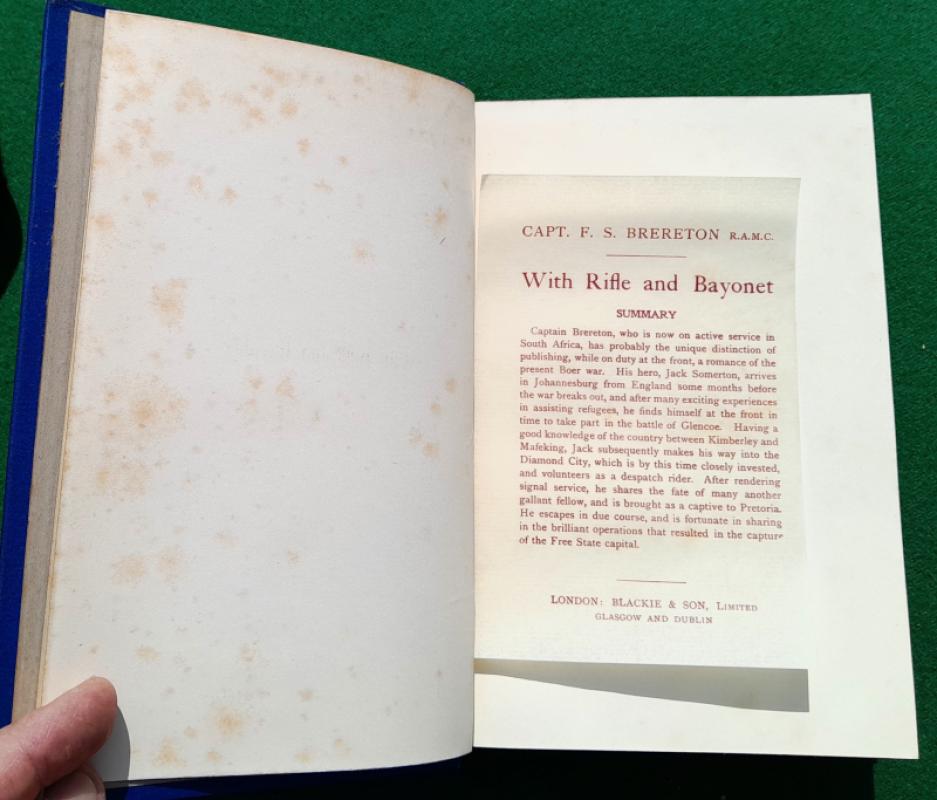 CAPT. F. S. BRERETON R.A.M.C.
With Rifle and Bayonet
SUMMARY
Captain Brereton, who is now on active service in
South Africa, has probably the unique distinction of
publishing, while on duty at the front, a romance of the
present Boer war. His hero, Jack Somerton, arrives
in Johannesburg from England some months before
the war breaks out, and after many exciting experiences
in assisting refugees, he finds himself at the front in
time to take part in the battle of Glencoe. Having a
good knowledge of the country between Kimberley and
Mafeking, Jack subsequently makes his way into the
Diamond City, which is by this time closely invested,
and volunteers as a despatch rider. After rendering
signal service, he shares the fate of many another
gallant fellow, and is brought as a captive to Pretoria.
He escapes in due course, and is fortunate in sharing
in the brilliant operations that resulted in the capture
of the Free State capital.
LONDON: BLACKIE & SON, LIMITED
GLASGOW AND DUBLIN